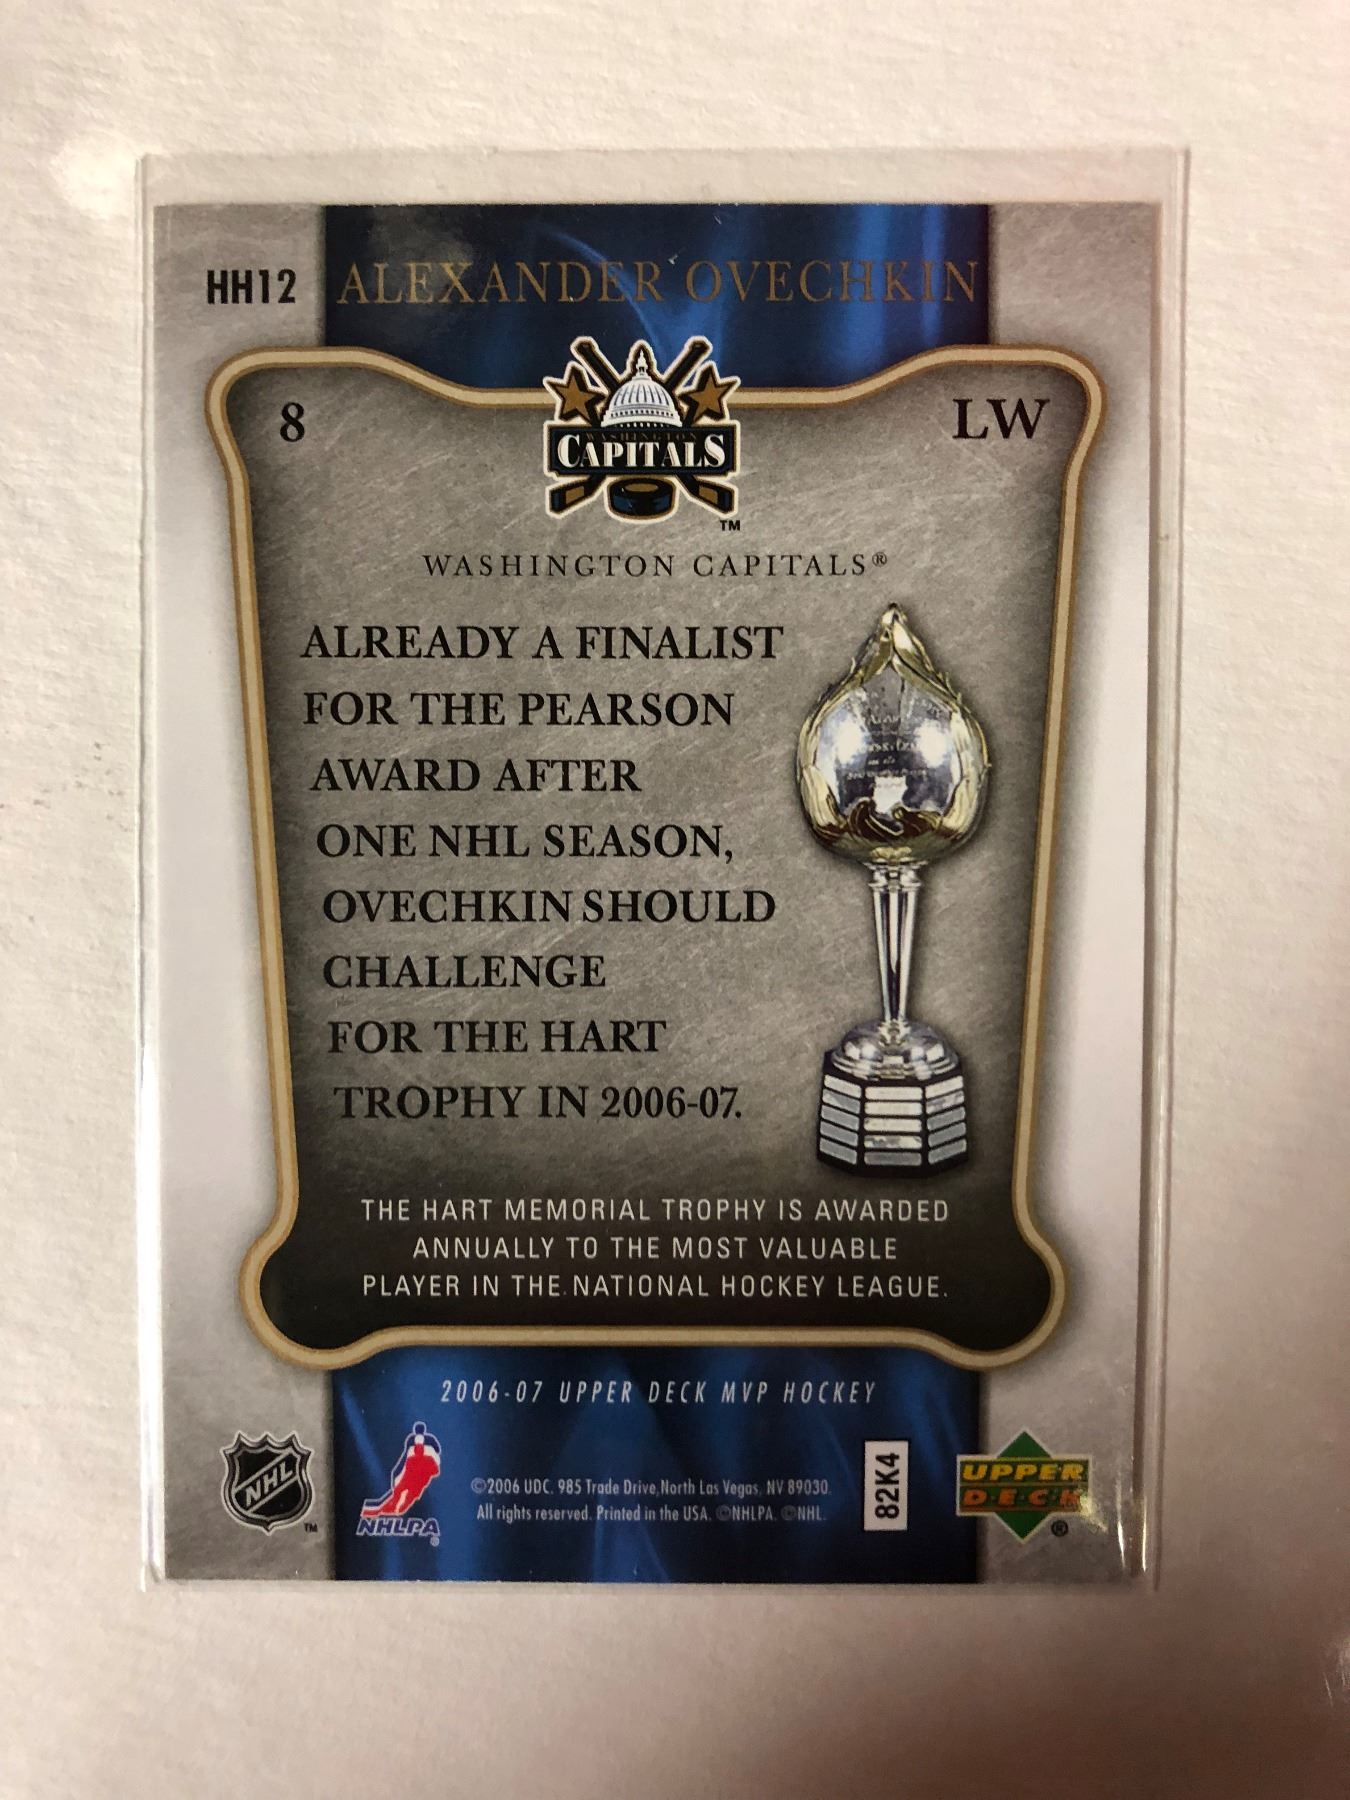 HH12 ALEXANDER OVECHKIN
8 LW
WASHINGTON
CAPITALS
TM
WASHINGTON CAPITALS®
ALREADY A FINALIST
FOR THE PEARSON
AWARD AFTER
ONE NHL SEASON,
OVECHKIN SHOULD
CHALLENGE
FOR THE HART
TROPHY IN 2006-07.
THE HART MEMORIAL TROPHY IS AWARDED
ANNUALLY TO THE MOST VALUABLE
PLAYER IN THE NATIONAL HOCKEY LEAGUE.
2006-07 UPPER DECK MVP HOCKEY
NHL
TM
NHLPA
®
©2006 UDC. 985 Trade Drive, North Las Vegas, NV 89030.
All rights reserved. Printed in the USA. ©NHLPA. ©NHL.
82K4
UPPER
DECK
®